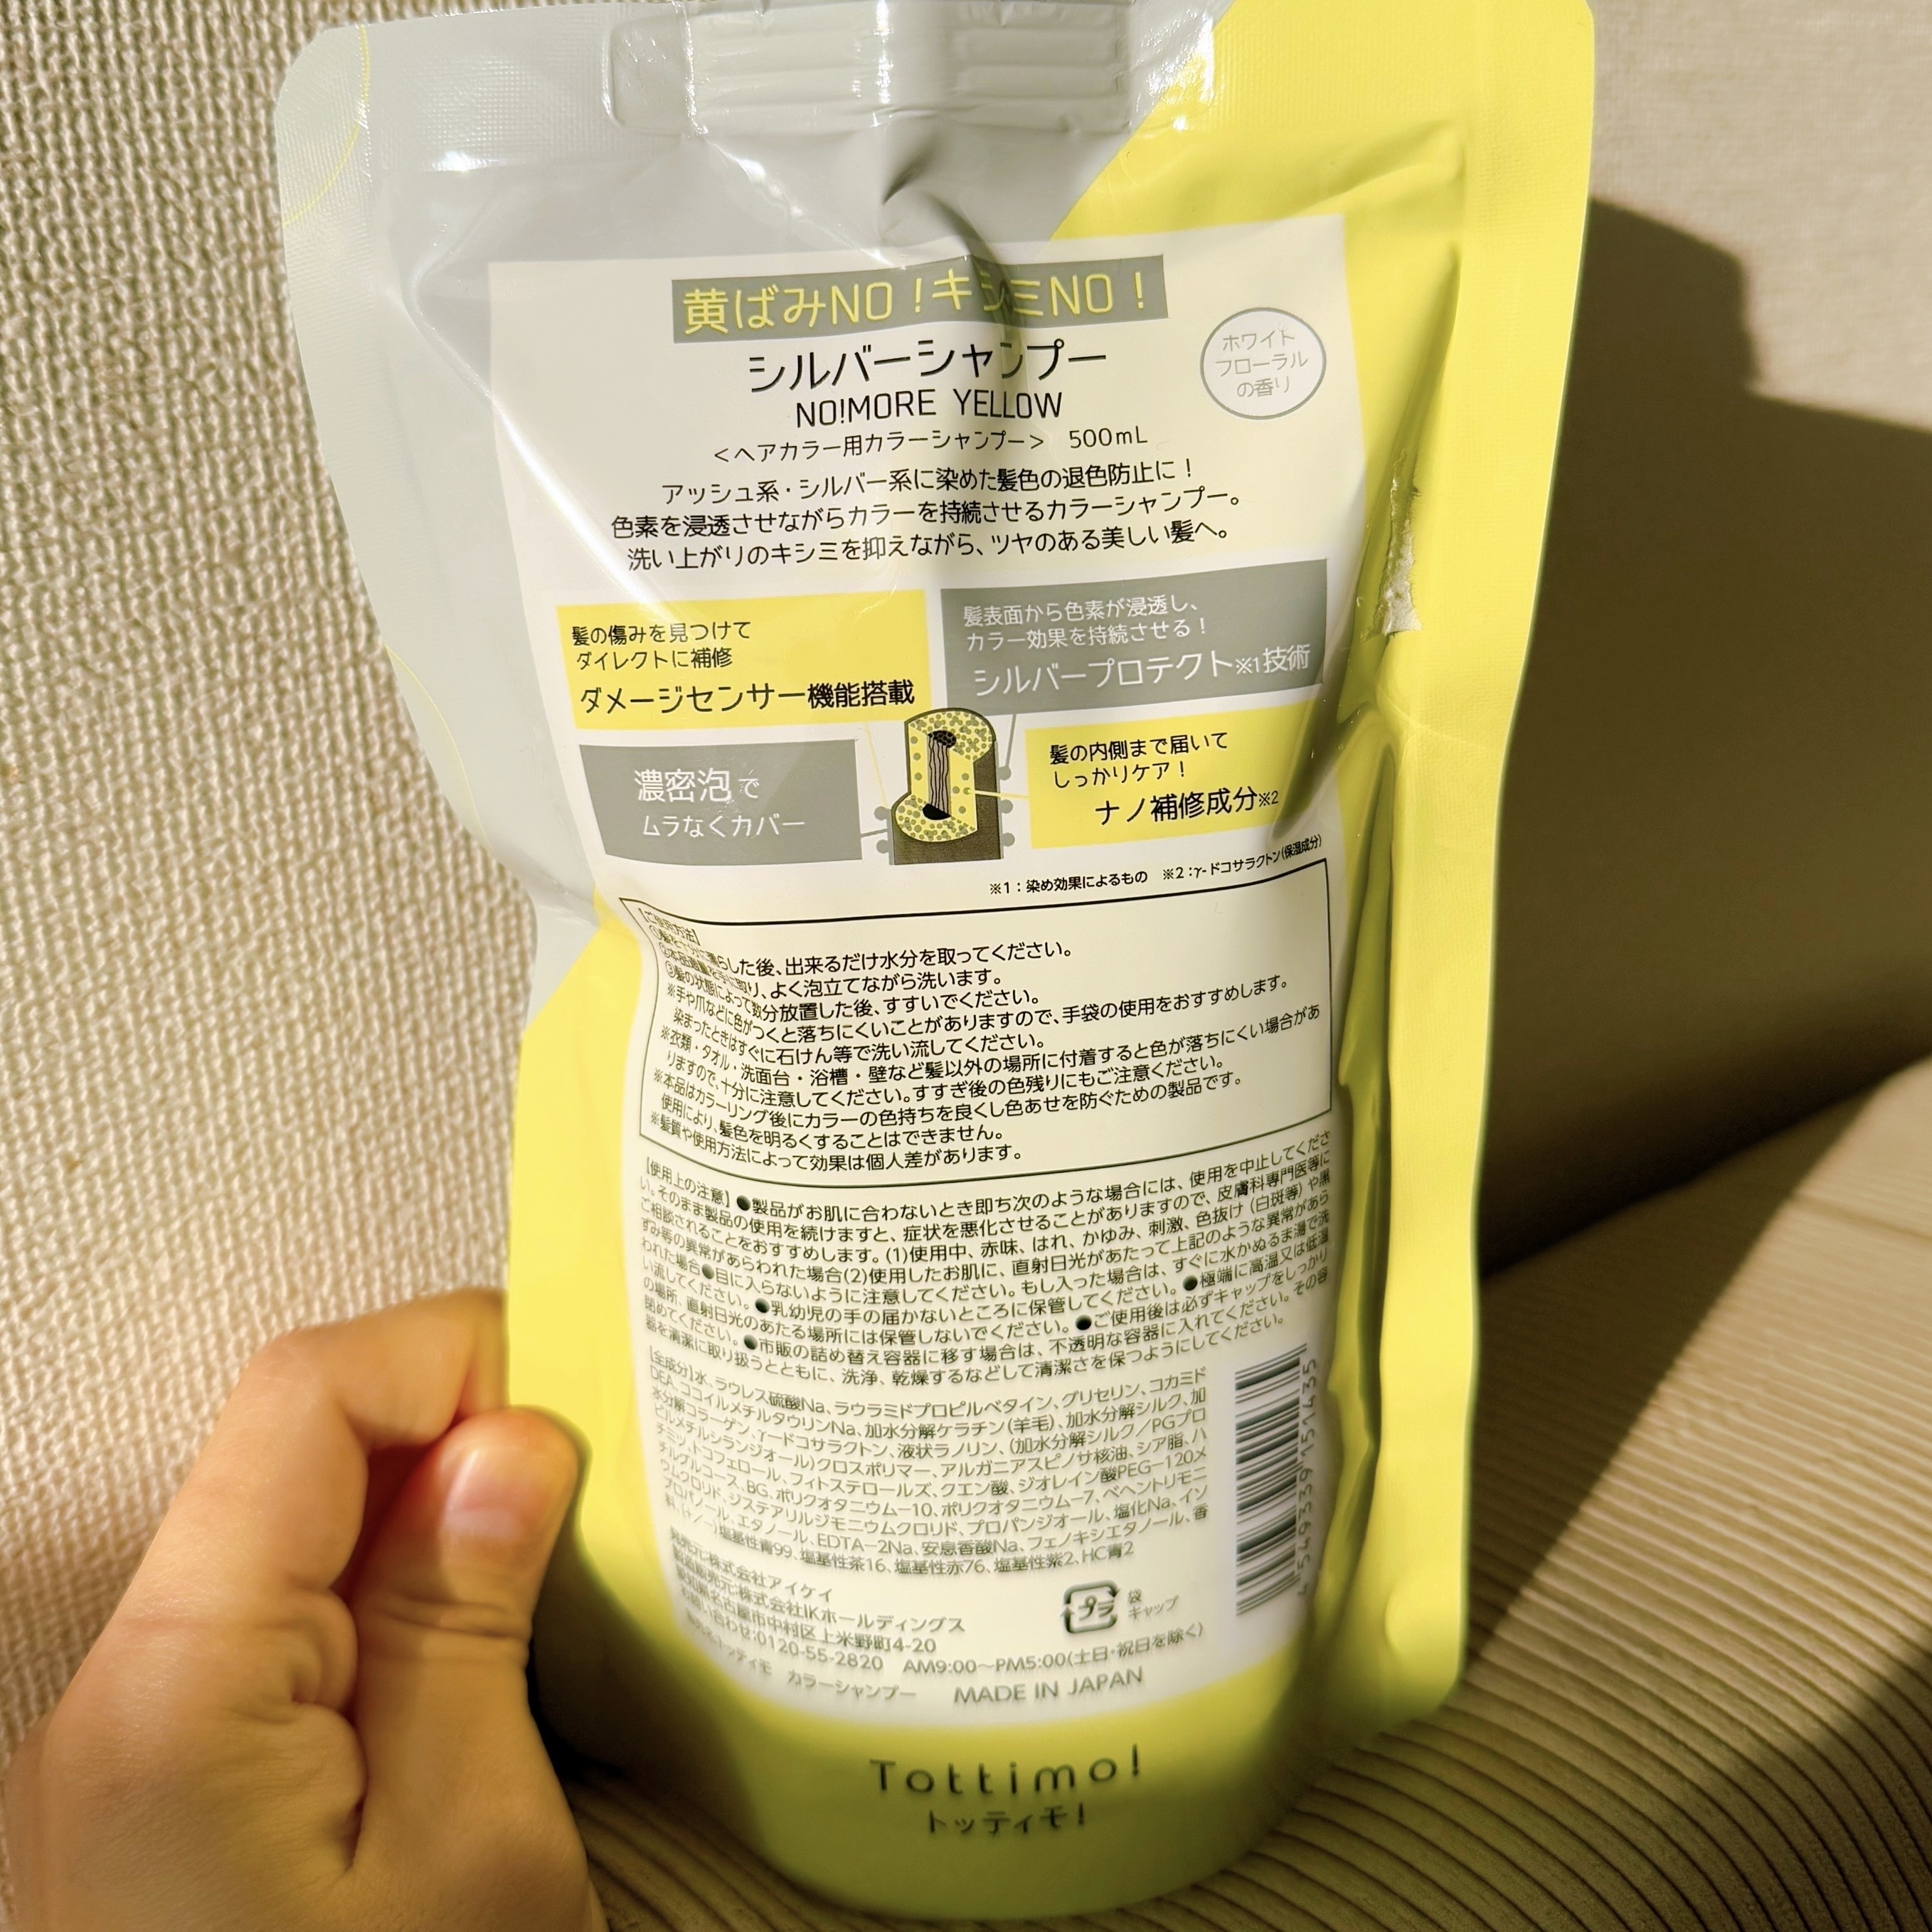 黄ばみNO！キシミNO！
シルバーシャンプー
NO!MORE YELLOW
＜ヘアカラー用カラーシャンプー＞ 500mL
ホワイト
フローラル
の香り
アッシュ系・シルバー系に染めた髪色の退色防止に！
色素を浸透させながらカラーを持続させるカラーシャンプー。
洗い上がりのキシミを抑えながら、ツヤのある美しい髪へ。
髪の傷みを見つけて
ダイレクトに補修
ダメージセンサー機能搭載
髪表面から色素が浸透し、
カラー効果を持続させる！
シルバープロテクト※1技術
濃密泡で
ムラなくカバー
髪の内側まで届いて
しっかりケア！
ナノ補修成分※2
※1：染め効果によるもの ※2：γ-ドコサラクトン（保湿成分）
【ご使用方法】
①髪を十分に濡らした後、出来るだけ水分を取ってください。
②本品適量を手に取り、よく泡立てながら洗います。
③髪の状態によって数分放置した後、すすいでください。
※手や爪などに色がつくと落ちにくいことがありますので、手袋の使用をおすすめします。
染まったときはすぐに石けん等で洗い流してください。
※衣類・タオル・洗面台・浴槽・壁など髪以外の場所に付着すると色が落ちにくい場合があ
りますので、十分に注意してください。すすぎ後の色残りにもご注意ください。
※本品はカラーリング後にカラーの色持ちを良くし色あせを防ぐための製品です。
使用により、髪色を明るくすることはできません。
※髪質や使用方法によって効果は個人差があります。
【使用上の注意】●製品がお肌に合わないとき即ち次のような場合には、使用を中止してくださ
い。そのまま製品の使用を続けますと、症状を悪化させることがありますので、皮膚科専門医等に
ご相談されることをおすすめします。(1)使用中、赤味、はれ、かゆみ、刺激、色抜け（白斑等）や黒
ずみ等の異常があらわれた場合(2)使用したお肌に、直射日光があたって上記のような異常があら
われた場合●目に入らないように注意してください。もし入った場合は、すぐに水かぬるま湯で洗
い流してください。●乳幼児の手の届かないところに保管してください。●極端に高温又は低温
の場所、直射日光のあたる場所には保管しないでください。●ご使用後は必ずキャップをしっかり
閉めてください。●市販の詰め替え容器に移す場合は、不透明な容器に入れてください。その容
器を清潔に取り扱うとともに、洗浄、乾燥するなどして清潔さを保つようにしてください。
【全成分】水、ラウレス硫酸Na、ラウラミドプロピルベタイン、グリセリン、コカミド
DEA、ココイルメチルタウリンNa、加水分解ケラチン(羊毛)、加水分解シルク、加
水分解コラーゲン、γードコサラクトン、液状ラノリン、(加水分解シルク／PGプロ
ピルメチルシランジオール)クロスポリマー、アルガニアスピノサ核油、シア脂、ハ
チミツ、トコフェロール、フィトステロールズ、クエン酸、ジオレイン酸PEG－120メ
チルグルコース、BG、ポリクオタニウム－10、ポリクオタニウム－7、ベヘントリモニ
ウムクロリド、ジステアリルジモニウムクロリド、プロパンジオール、塩化Na、イソ
プロパノール、エタノール、EDTA－2Na、安息香酸Na、フェノキシエタノール、香
料、(+／－)塩基性青99、塩基性茶16、塩基性赤76、塩基性紫2、HC青2
発売元:株式会社アイケイ
製造販売元:株式会社IKホールディングス
愛知県名古屋市中村区上米野町4-20
お問い合わせ:0120-55-2820 AM9:00～PM5:00(土日・祝日を除く)
トッティモ カラーシャンプー MADE IN JAPAN
プラ
袋
キャップ
4549339151435
Tottimo!
トッティモ！